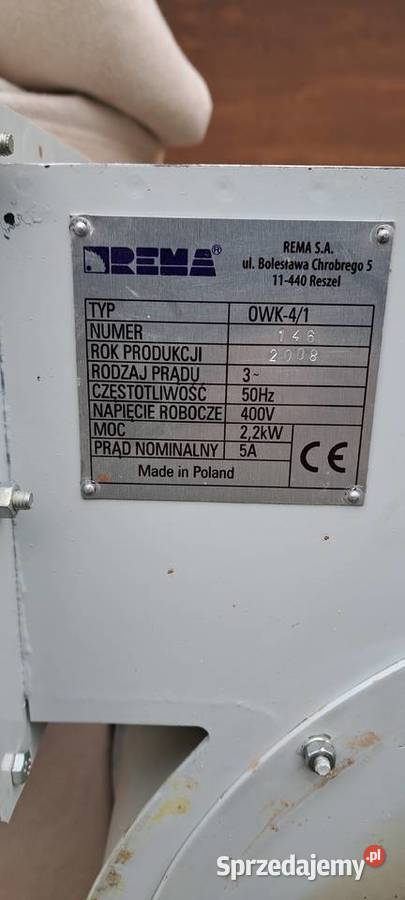 REMA®
REMA S.A.
ul. Bolesława Chrobrego 5
11-440 Reszel
TYP OWK-4/1
NUMER 146
ROK PRODUKCJI 2008
RODZAJ PRĄDU 3~
CZĘSTOTLIWOŚĆ 50Hz
NAPIĘCIE ROBOCZE 400V
MOC 2,2kW
PRĄD NOMINALNY 5A
CE
Made in Poland
Sprzedajemy.pl